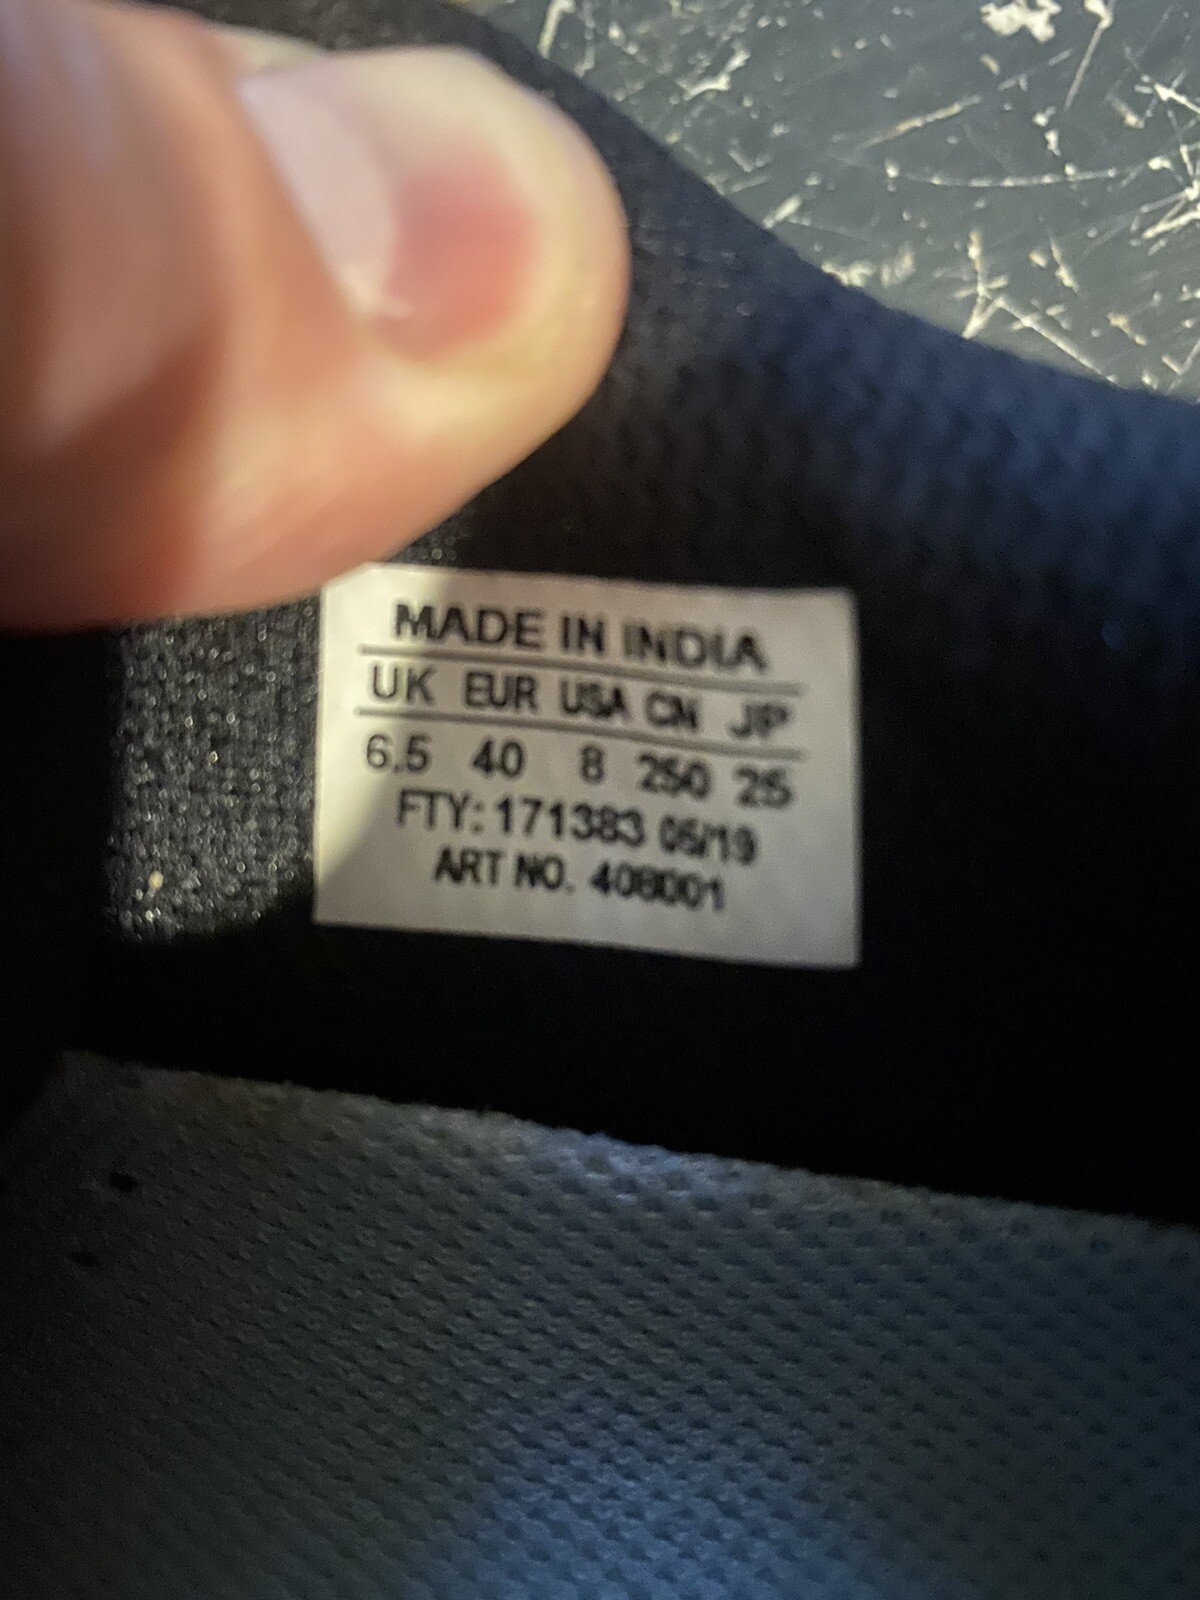 MADE IN INDIA
UK EUR USA CN JP
6.5 40 8 250 25
FTY: 171383 05/19
ART NO. 408001